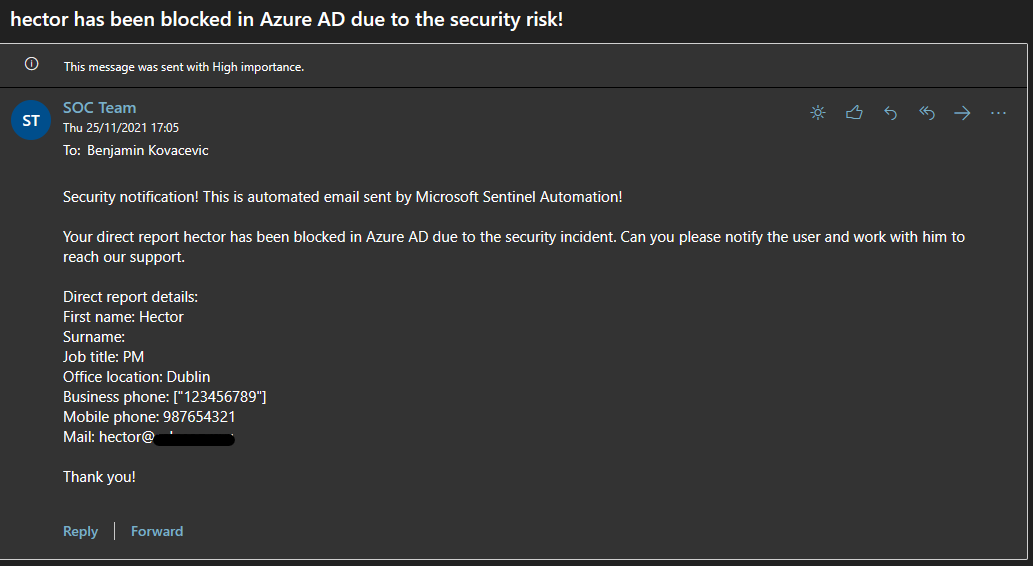 hector has been blocked in Azure AD due to the security risk!
This message was sent with High importance.
ST
SOC Team
Thu 25/11/2021 17:05
To: Benjamin Kovacevic
Security notification! This is automated email sent by Microsoft Sentinel Automation!
Your direct report hector has been blocked in Azure AD due to the security incident. Can you please notify the user and work with him to
reach our support.
Direct report details:
First name: Hector
Surname:
Job title: PM
Office location: Dublin
Business phone: ["123456789"]
Mobile phone: 987654321
Mail: hector@
Thank you!
Reply
Forward